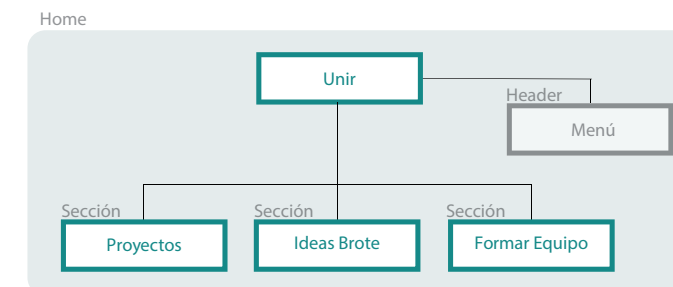 Home
Unir
Header
Menú
Sección
Sección
Sección
Proyectos
Ideas Brote
Formar Equipo